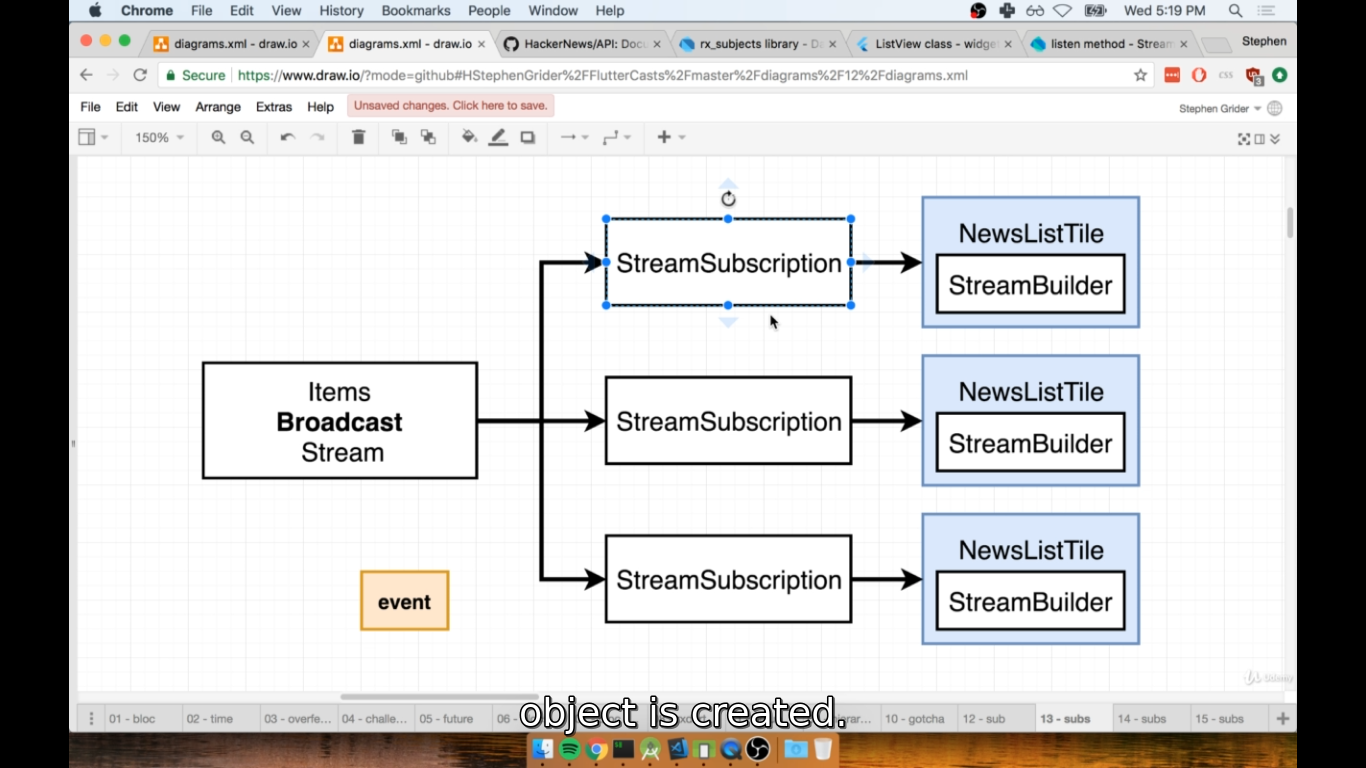 Chrome File Edit View History Bookmarks People Window Help Wed 5:19 PM
diagrams.xml - draw.io diagrams.xml - draw.io HackerNews/API: Docu rx_subjects library - D ListView class - widge listen method - Stream Stephen
Secure https://www.draw.io/?mode=github#HStephenGrider%2FFlutterCasts%2Fmaster%2Fdiagrams%2F12%2Fdiagrams.xml
File Edit View Arrange Extras Help Unsaved changes. Click here to save. Stephen Grider
150%
StreamSubscription
NewsListTile
StreamBuilder
Items
Broadcast
Stream
StreamSubscription
NewsListTile
StreamBuilder
event
StreamSubscription
NewsListTile
StreamBuilder
Udemy
object is created.
01 - bloc 02 - time 03 - overfe... 04 - challe... 05 - future 06 - 10 - gotcha 12 - sub 13 - subs 14 - subs 15 - subs